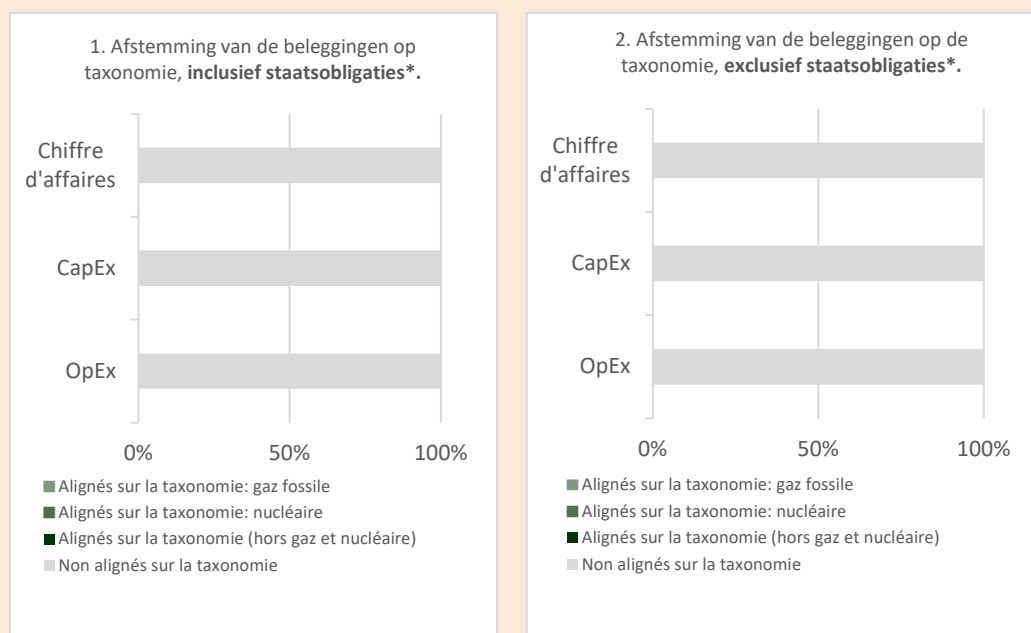 1. Afstemming van de beleggingen op
taxonomie, inclusief staatsobligaties*.
Chiffre
d'affaires
CapEx
OpEx
0% 50% 100%
Alignés sur la taxonomie: gaz fossile
Alignés sur la taxonomie: nucléaire
Alignés sur la taxonomie (hors gaz et nucléaire)
Non alignés sur la taxonomie
2. Afstemming van de beleggingen op de
taxonomie, exclusief staatsobligaties*.
Chiffre
d'affaires
CapEx
OpEx
0% 50% 100%
Alignés sur la taxonomie: gaz fossile
Alignés sur la taxonomie: nucléaire
Alignés sur la taxonomie (hors gaz et nucléaire)
Non alignés sur la taxonomie